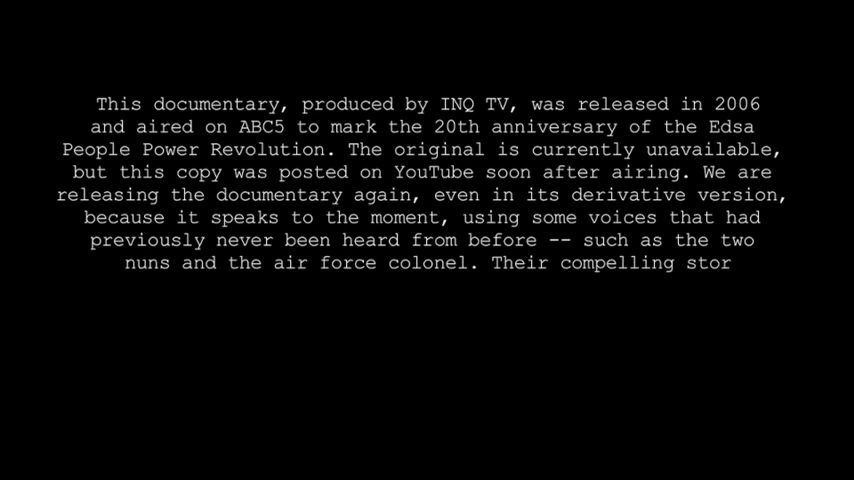 This documentary, produced by INQ TV, was released in 2006
and aired on ABC5 to mark the 20th anniversary of the Edsa
People Power Revolution. The original is currently unavailable,
but this copy was posted on YouTube soon after airing. We are
releasing the documentary again, even in its derivative version,
because it speaks to the moment, using some voices that had
previously never been heard from before -- such as the two
nuns and the air force colonel. Their compelling stor